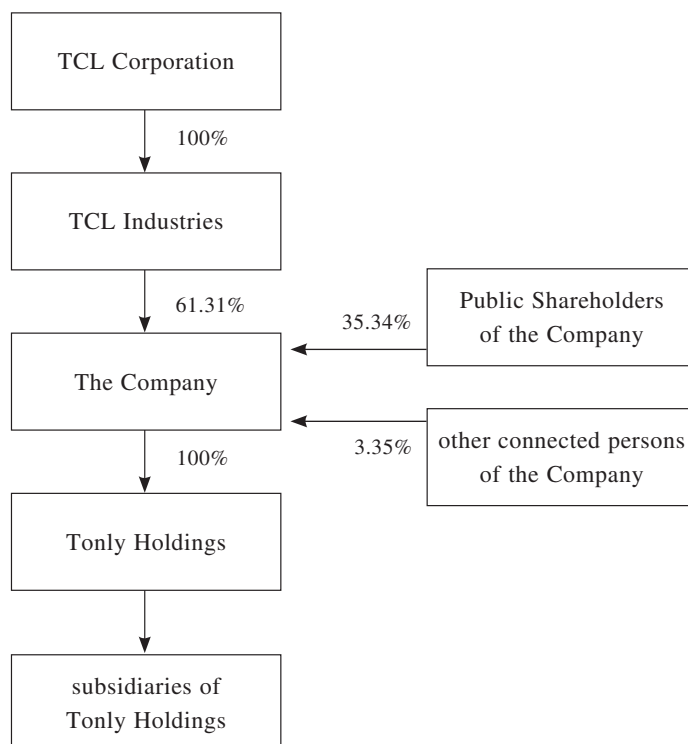 TCL Corporation
100%
TCL Industries
61.31%
35.34%
Public Shareholders
of the Company
The Company
3.35%
other connected persons
of the Company
100%
Tonly Holdings
subsidiaries of
Tonly Holdings